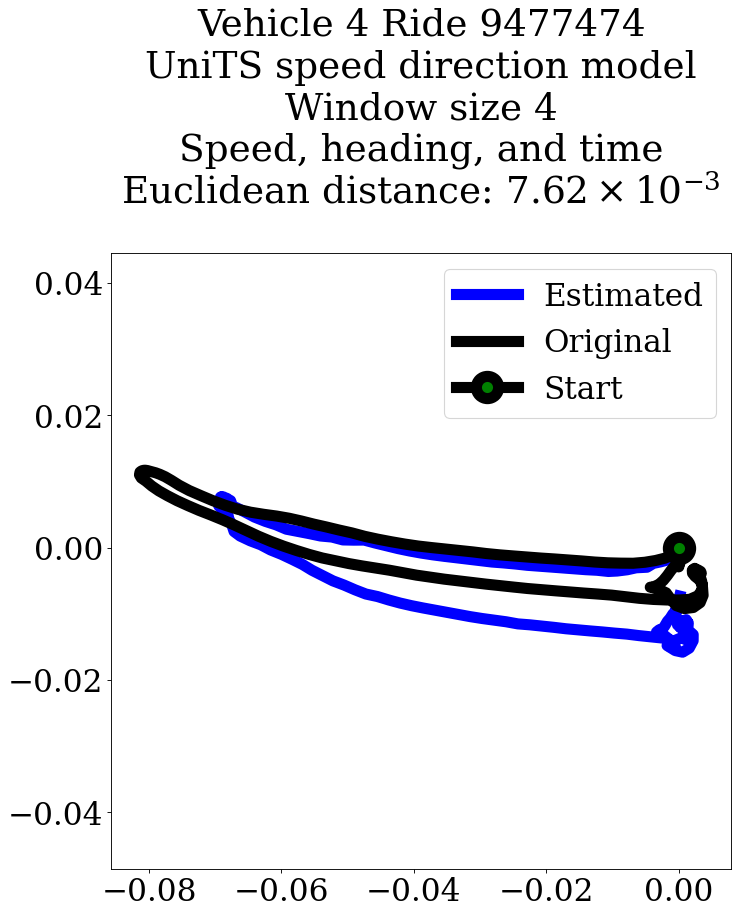 Vehicle 4 Ride 9477474
UniTS speed direction model
Window size 4
Speed, heading, and time
Euclidean distance: 7.62 × 10⁻³
Estimated
Original
Start
0.04
0.02
0.00
−0.02
−0.04
−0.08 −0.06 −0.04 −0.02 0.00